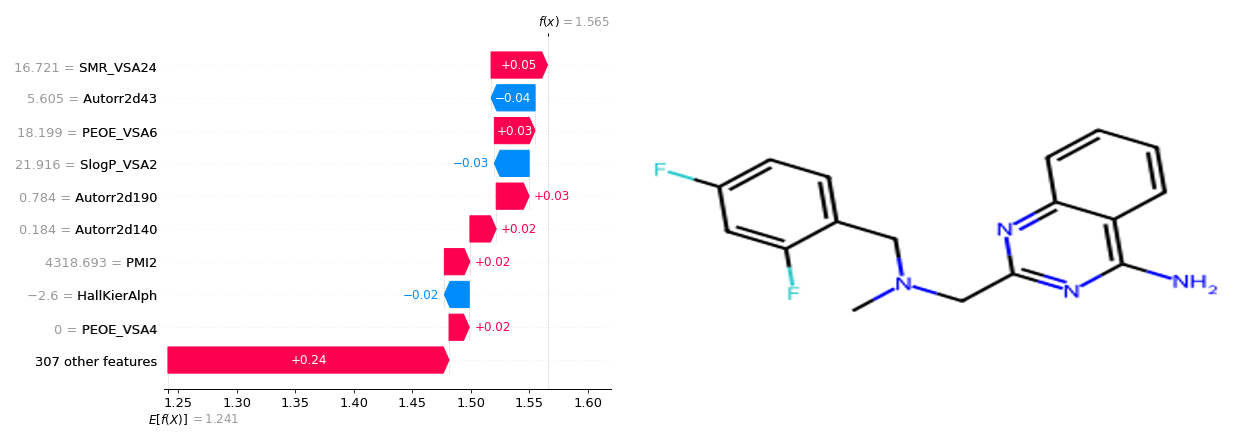 f(x) = 1.565
16.721 = SMR_VSA24
+0.05
5.605 = Autorr2d43
−0.04
18.199 = PEOE_VSA6
+0.03
21.916 = SlogP_VSA2
−0.03
0.784 = Autorr2d190
+0.03
0.184 = Autorr2d140
+0.02
4318.693 = PMI2
+0.02
−2.6 = HallKierAlph
−0.02
0 = PEOE_VSA4
+0.02
307 other features
+0.24
1.25 1.30 1.35 1.40 1.45 1.50 1.55 1.60
E[f(X)] = 1.241
F
F
N
N
N
NH2